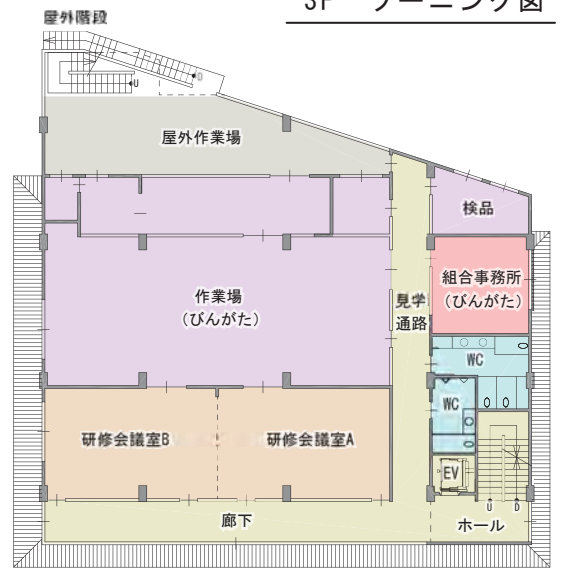 3F ゾーニング図
屋外階段
D
U
屋外作業場
検品
組合事務所
(びんがた)
作業場
(びんがた)
見学
通路
WC
WC
研修会議室B
研修会議室A
EV
U D
廊下
ホール